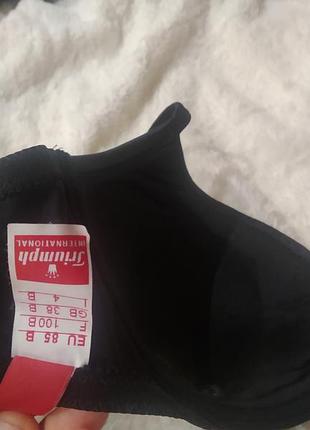 EU 85 B
F 100 B
GB 38 B
I 4 B
Triumph
INTERNATIONAL